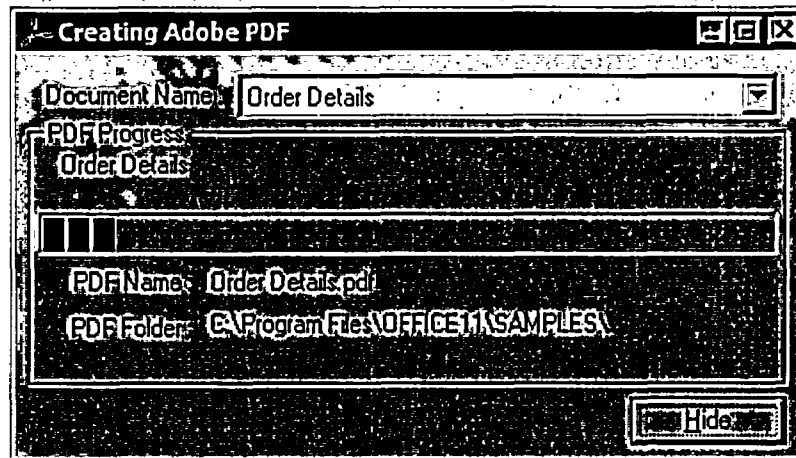 Creating Adobe PDF
Document Name: Order Details
PDF Progress:
Order Details
PDF Name: Order Details.pdf
PDF Folder: C:\Program Files\OFFICE11\SAMPLES\
Hide